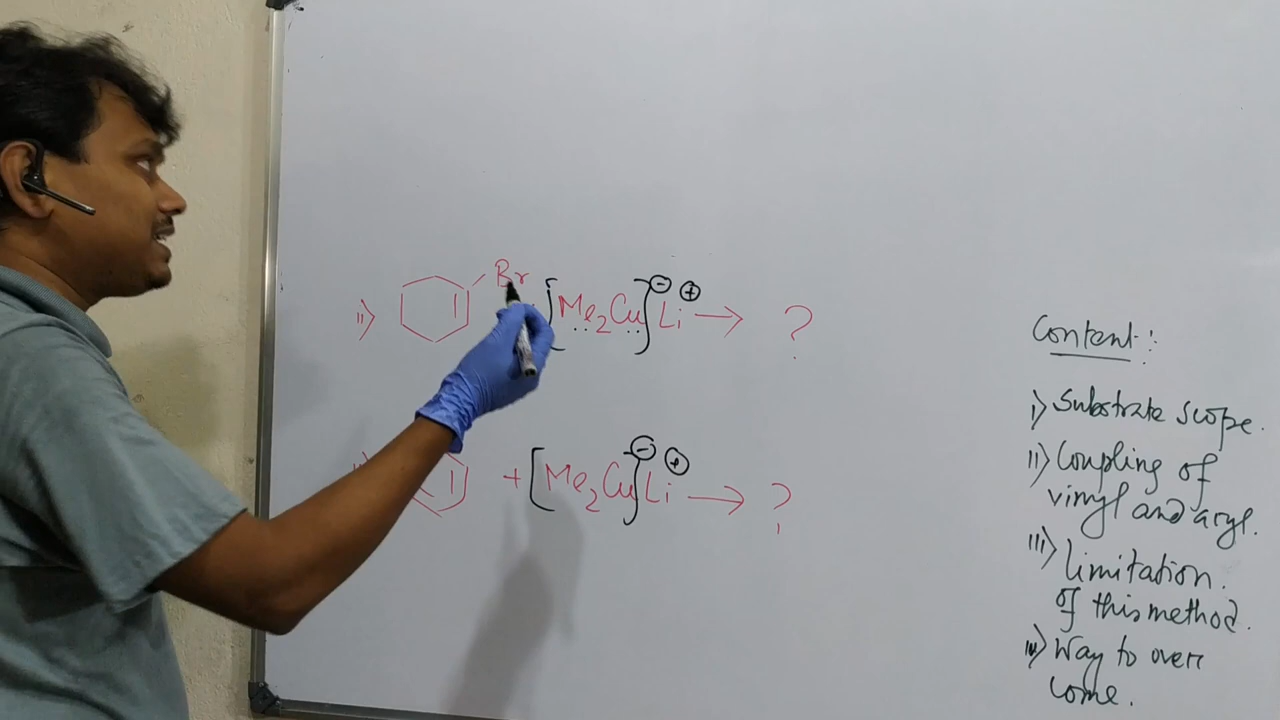 ii) Br [Me2Cu]⊖ Li⊕ → ?
+ [Me2Cu]⊖ Li⊕ → ?
Content:
i) Substrate scope.
ii) Coupling of
vinyl and aryl.
iii) Limitation
of this method.
iv) Way to over
come.